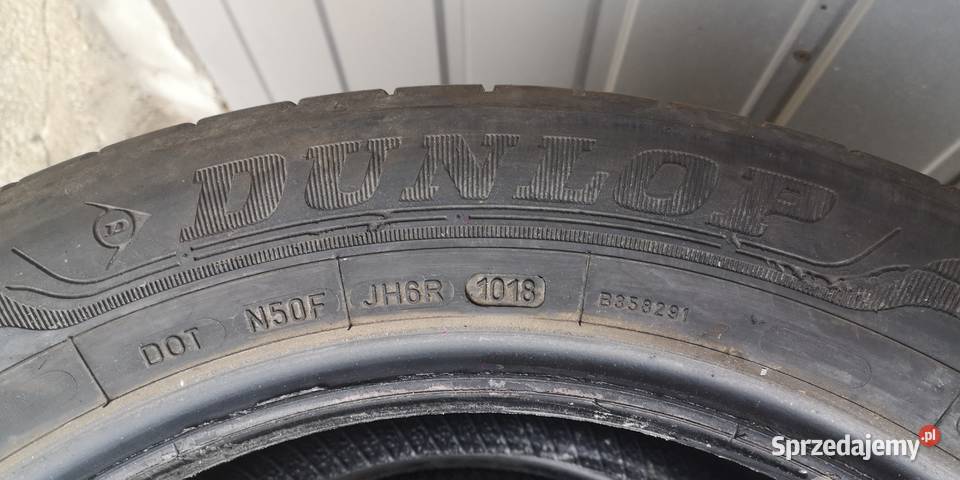 DUNLOP
DOT N50F JH6R 1018 B358291
Sprzedajemy.pl